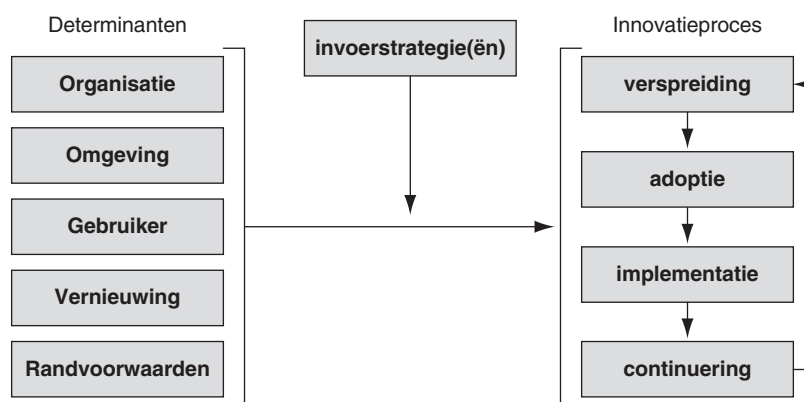 Determinanten
Organisatie
Omgeving
Gebruiker
Vernieuwing
Randvoorwaarden
invoerstrategie(ën)
Innovatieproces
verspreiding
adoptie
implementatie
continuering